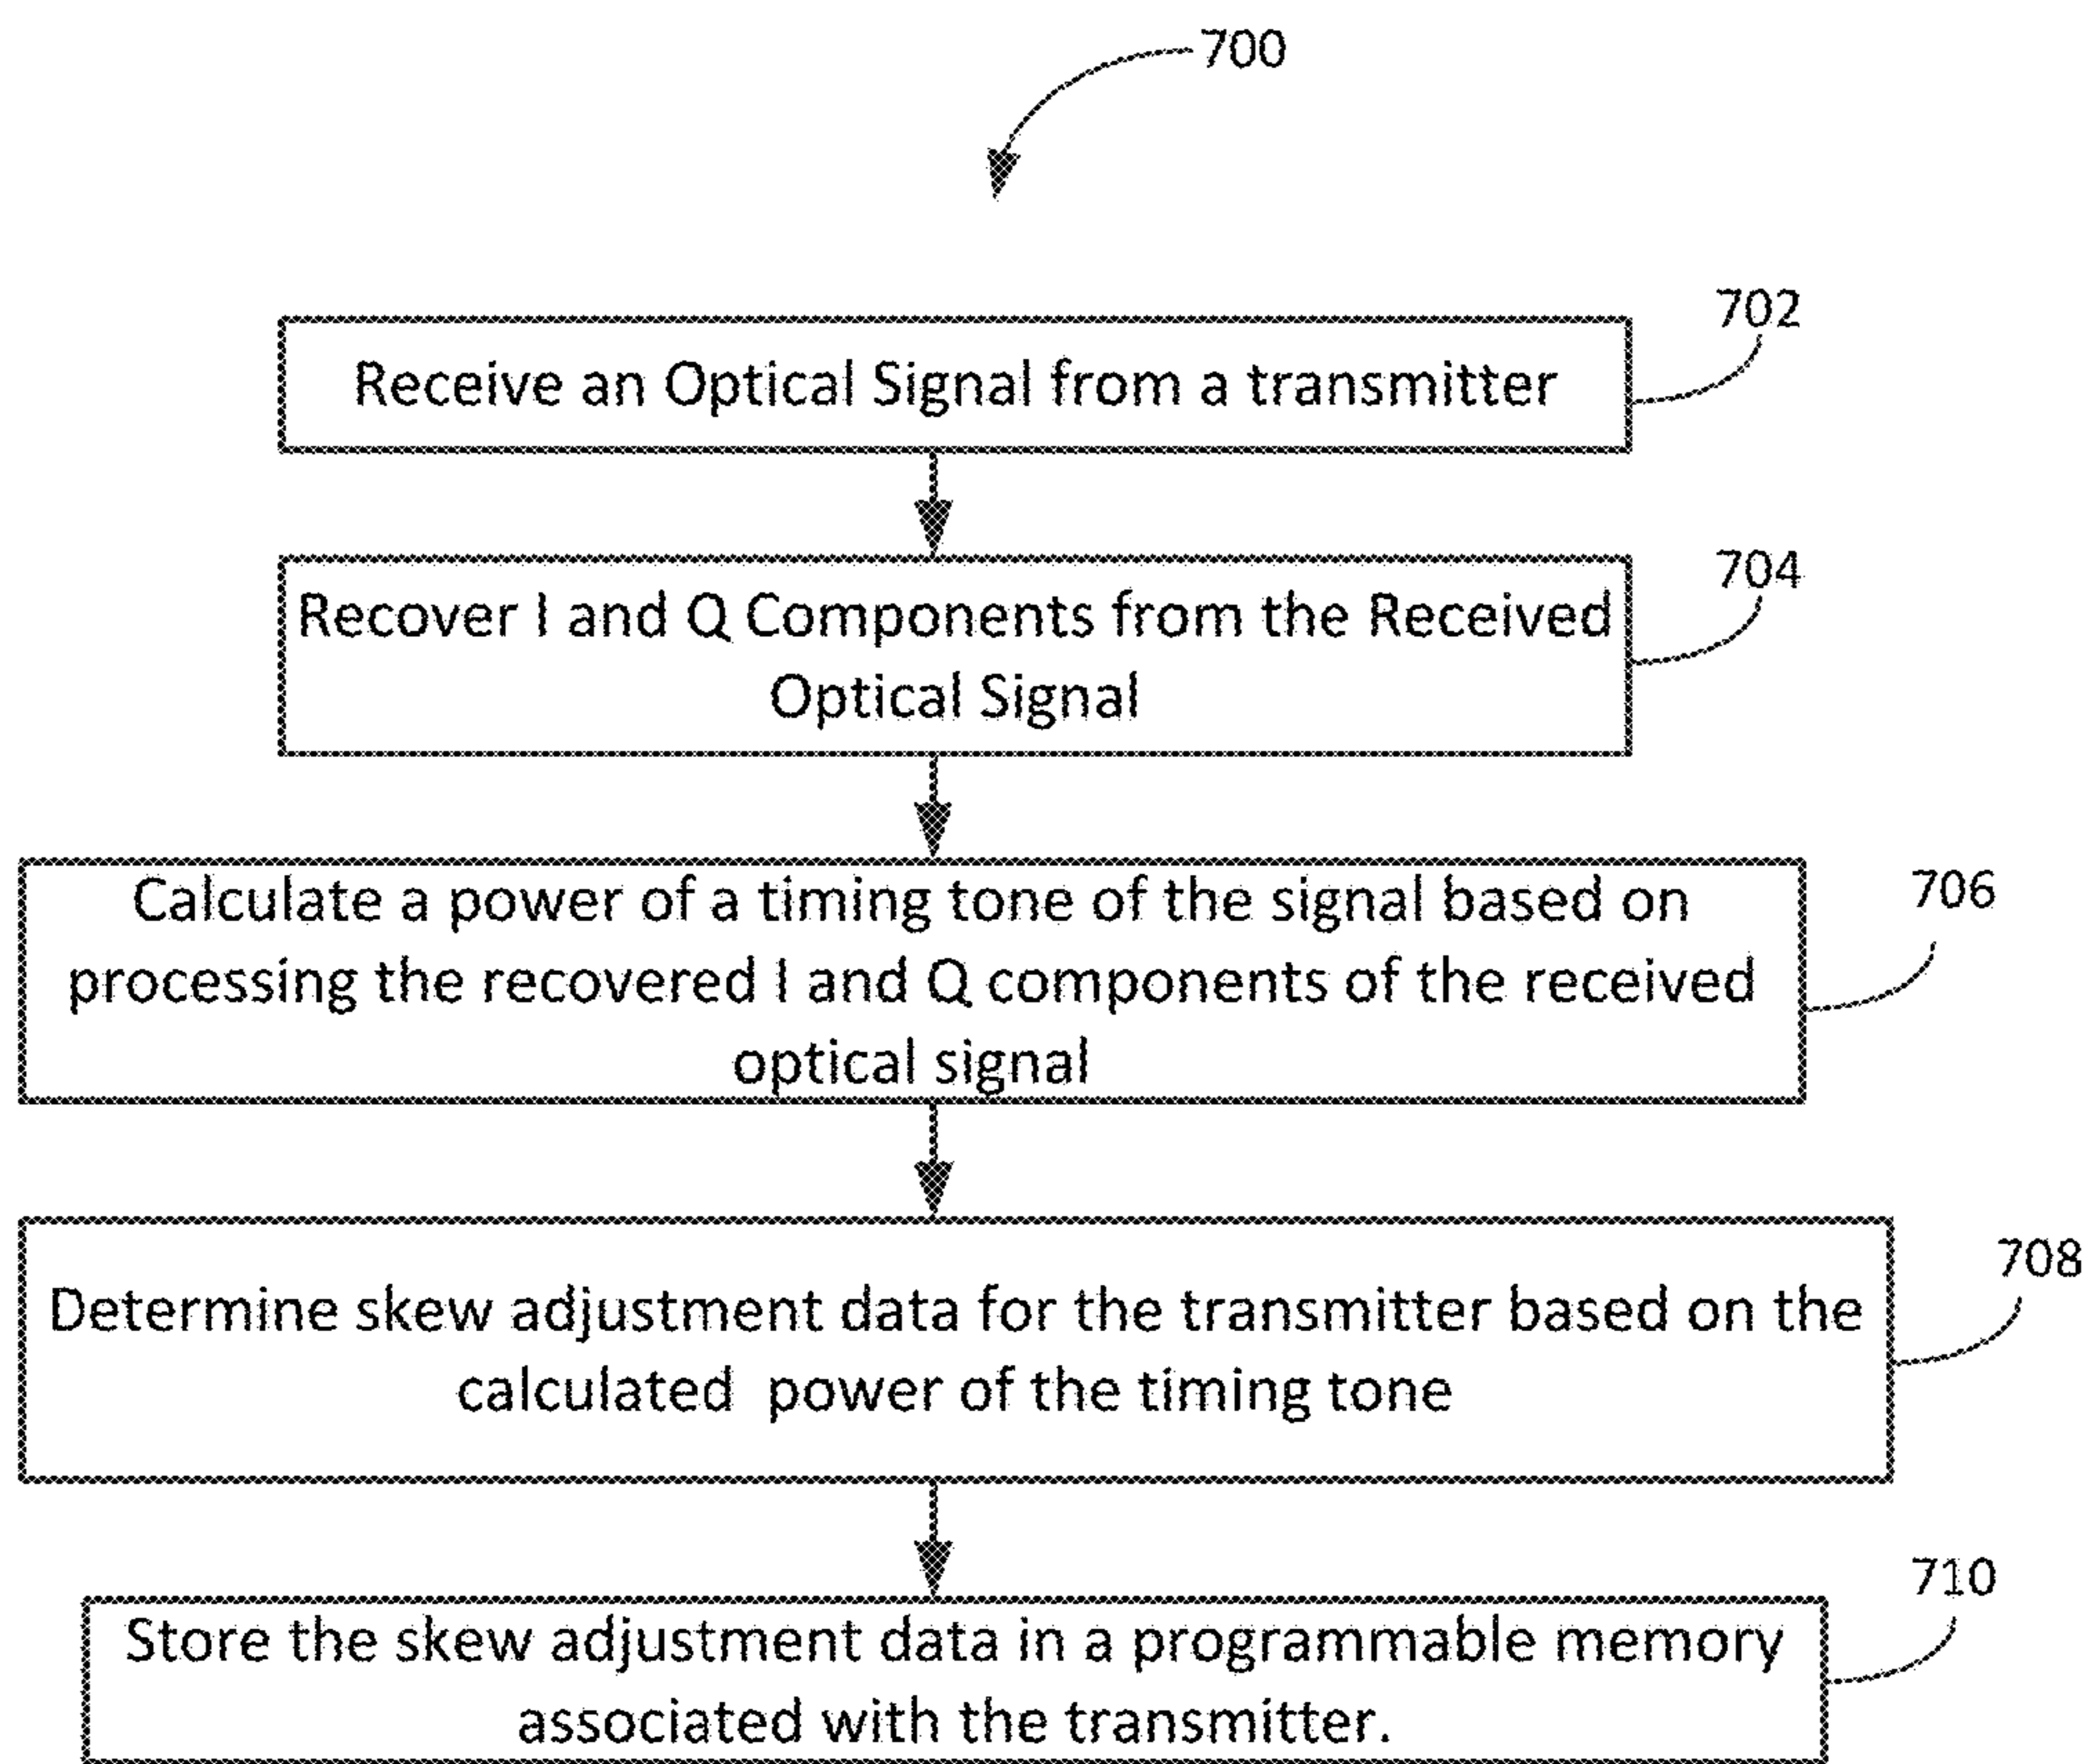 700
702
Receive an Optical Signal from a transmitter
704
Recover I and Q Components from the Received
Optical Signal
706
Calculate a power of a timing tone of the signal based on
processing the recovered I and Q components of the received
optical signal
708
Determine skew adjustment data for the transmitter based on the
calculated power of the timing tone
710
Store the skew adjustment data in a programmable memory
associated with the transmitter.